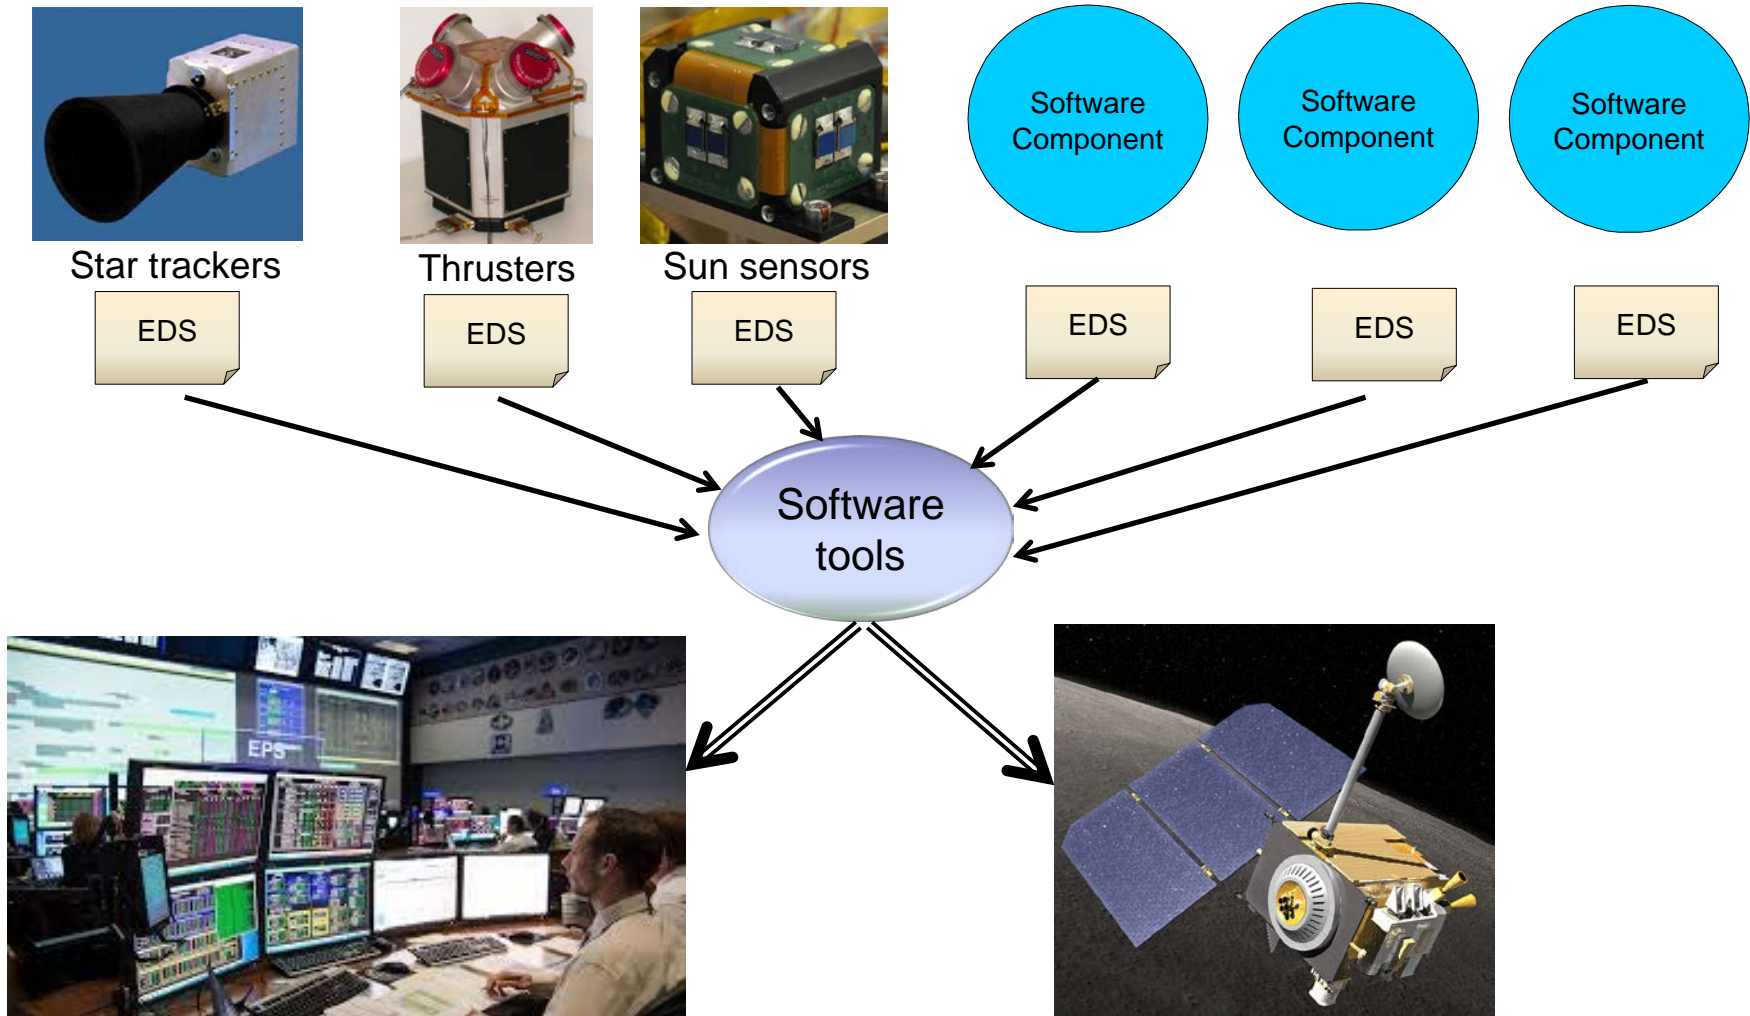 Software
Component
Software
Component
Software
Component
Star trackers
Thrusters
Sun sensors
EDS
EDS
EDS
EDS
EDS
EDS
Software
tools
EPS